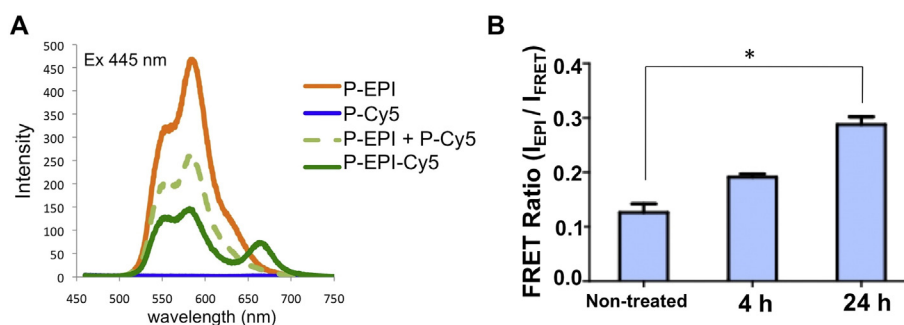 A
Ex 445 nm
500
450
400
350
300
250
200
150
100
50
0
Intensity
450 500 550 600 650 700 750
wavelength (nm)
P-EPI
P-Cy5
P-EPI + P-Cy5
P-EPI-Cy5
B
*
FRET Ratio (I_EPI / I_FRET)
0.4
0.3
0.2
0.1
0.0
Non-treated 4 h 24 h